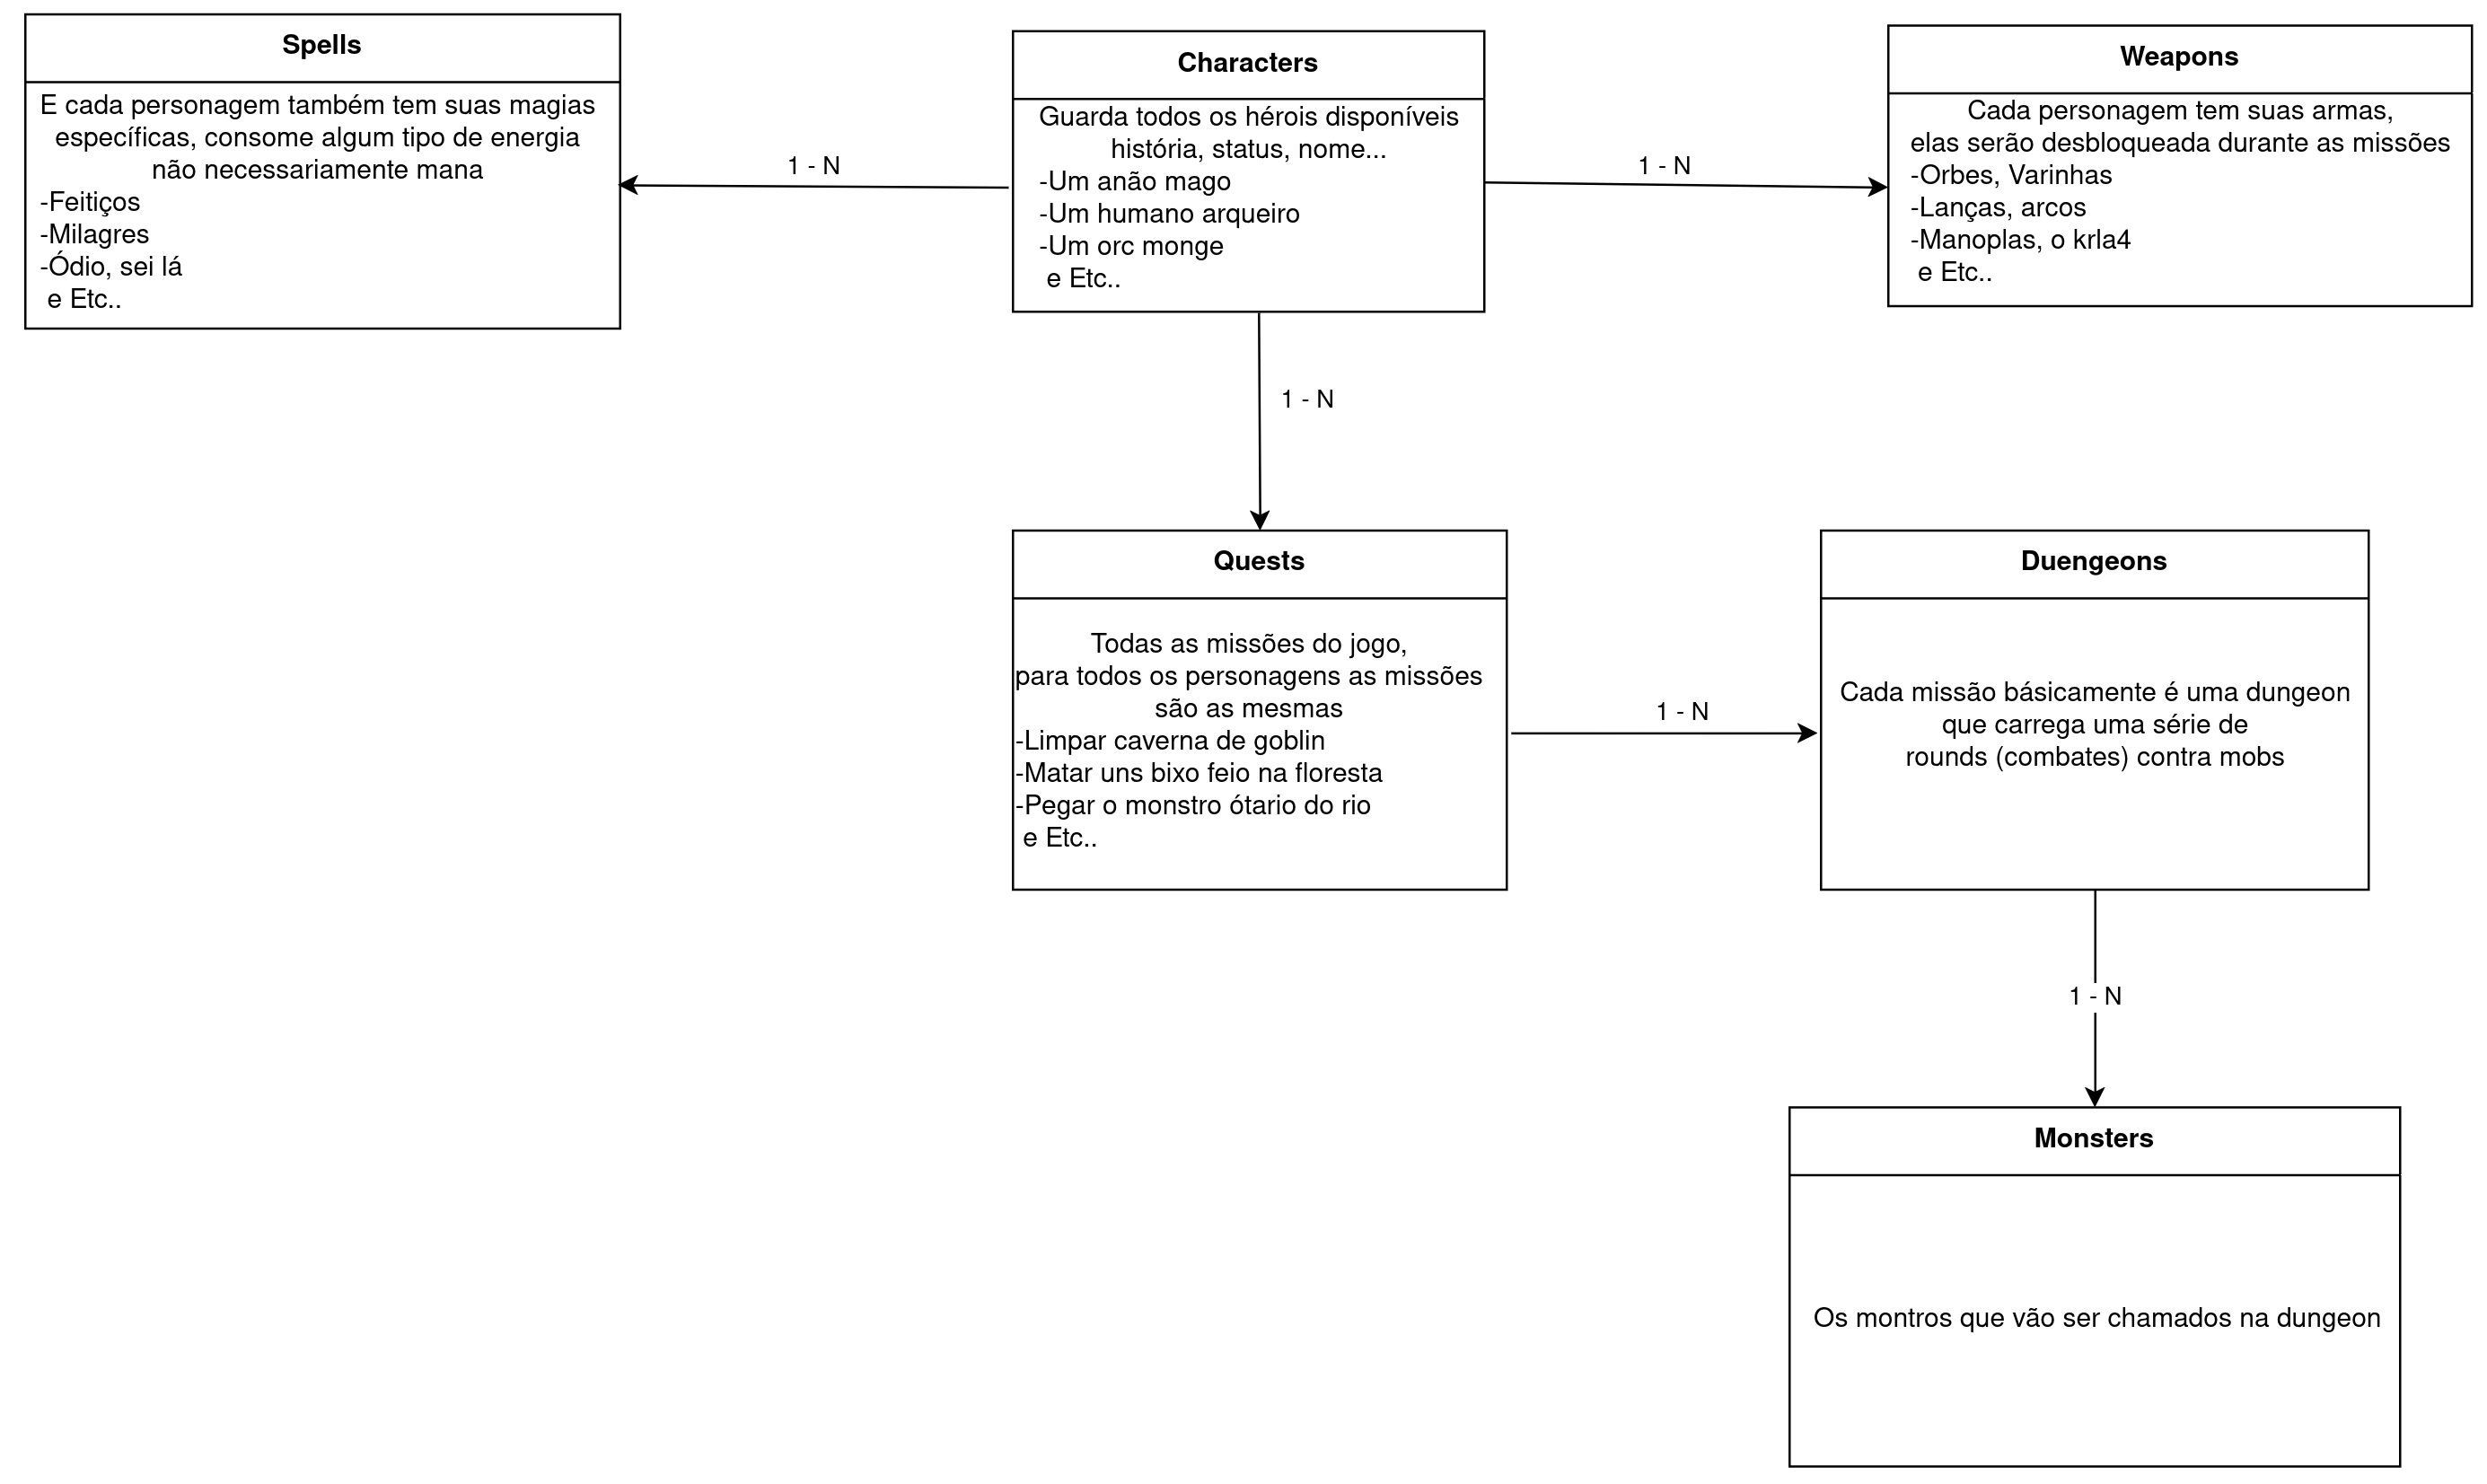 Spells
E cada personagem também tem suas magias
específicas, consome algum tipo de energia
não necessariamente mana
-Feitiços
-Milagres
-Ódio, sei lá
e Etc..
1 - N
Characters
Guarda todos os hérois disponíveis
história, status, nome...
-Um anão mago
-Um humano arqueiro
-Um orc monge
e Etc..
1 - N
Weapons
Cada personagem tem suas armas,
elas serão desbloqueada durante as missões
-Orbes, Varinhas
-Lanças, arcos
-Manoplas, o krla4
e Etc..
1 - N
Quests
Todas as missões do jogo,
para todos os personagens as missões
são as mesmas
-Limpar caverna de goblin
-Matar uns bixo feio na floresta
-Pegar o monstro ótario do rio
e Etc..
1 - N
Duengeons
Cada missão básicamente é uma dungeon
que carrega uma série de
rounds (combates) contra mobs
1 - N
Monsters
Os montros que vão ser chamados na dungeon